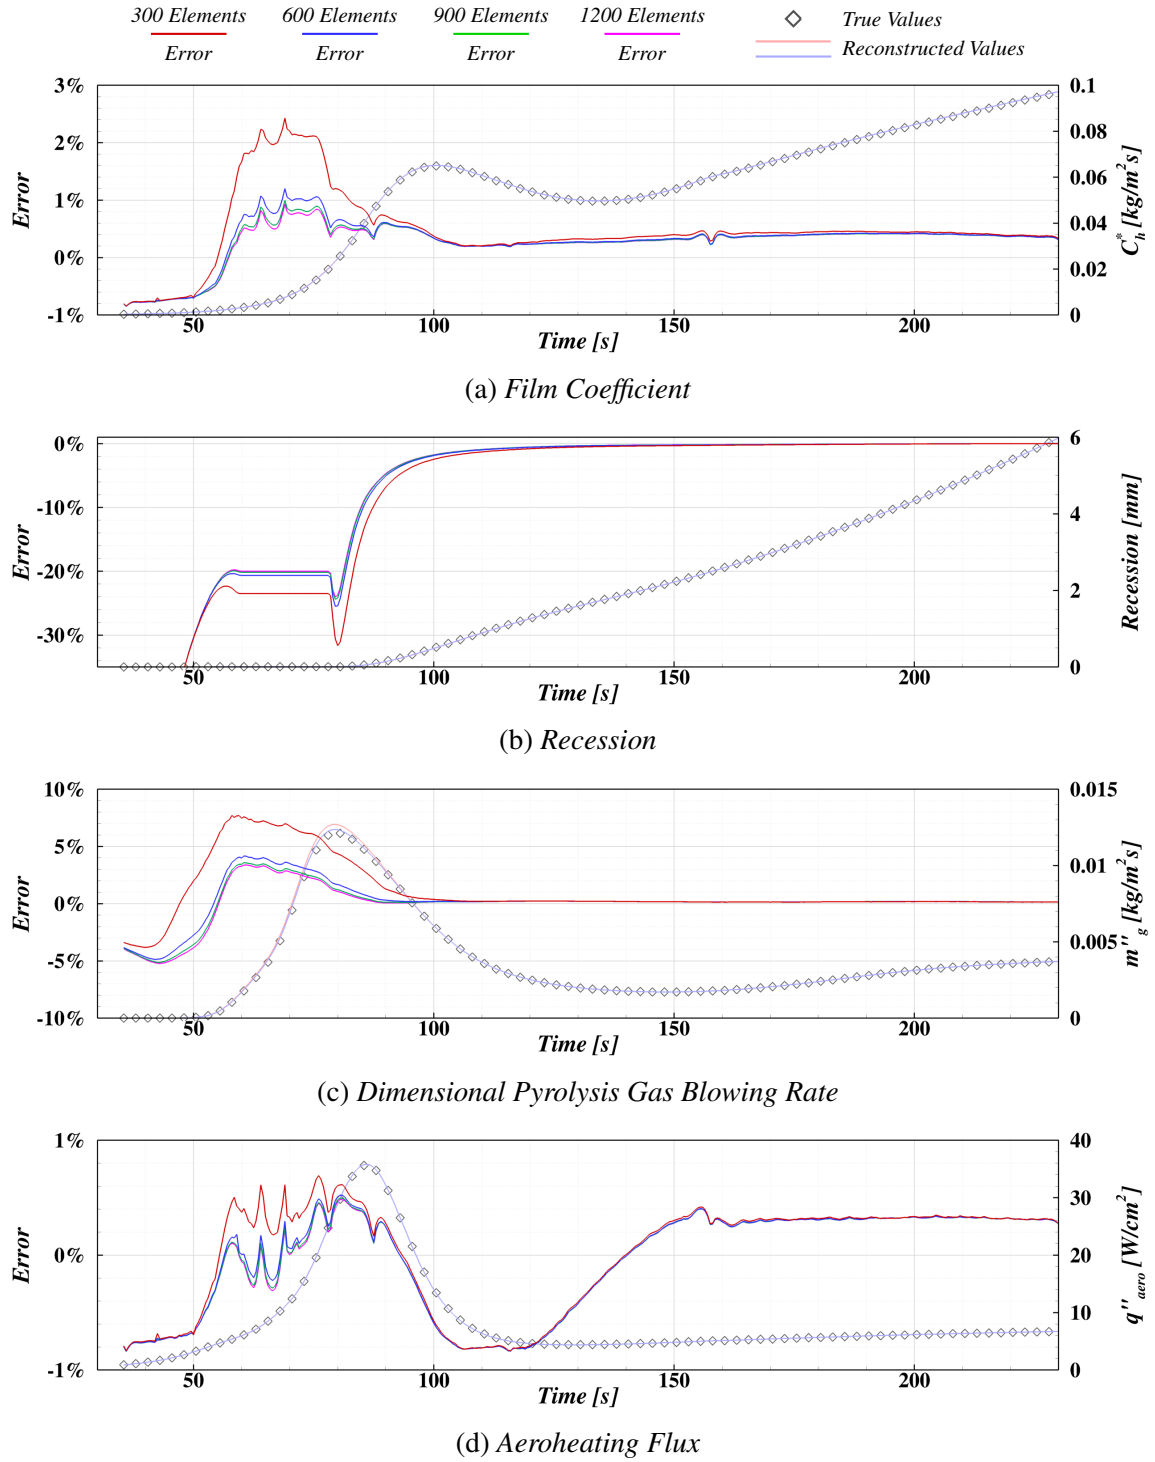 300 Elements 600 Elements 900 Elements 1200 Elements True Values
Error Error Error Error Reconstructed Values
3% 2% 1% 0% -1%
Error
0.1 0.08 0.06 0.04 0.02 0
C*h [kg/m²s]
50 100 150 200
Time [s]
(a) Film Coefficient
0% -10% -20% -30%
Error
6 4 2 0
Recession [mm]
50 100 150 200
Time [s]
(b) Recession
10% 5% 0% -5% -10%
Error
0.015 0.01 0.005 0
m''g [kg/m²s]
50 100 150 200
Time [s]
(c) Dimensional Pyrolysis Gas Blowing Rate
1% 0% -1%
Error
40 30 20 10 0
q''aero [W/cm²]
50 100 150 200
Time [s]
(d) Aeroheating Flux